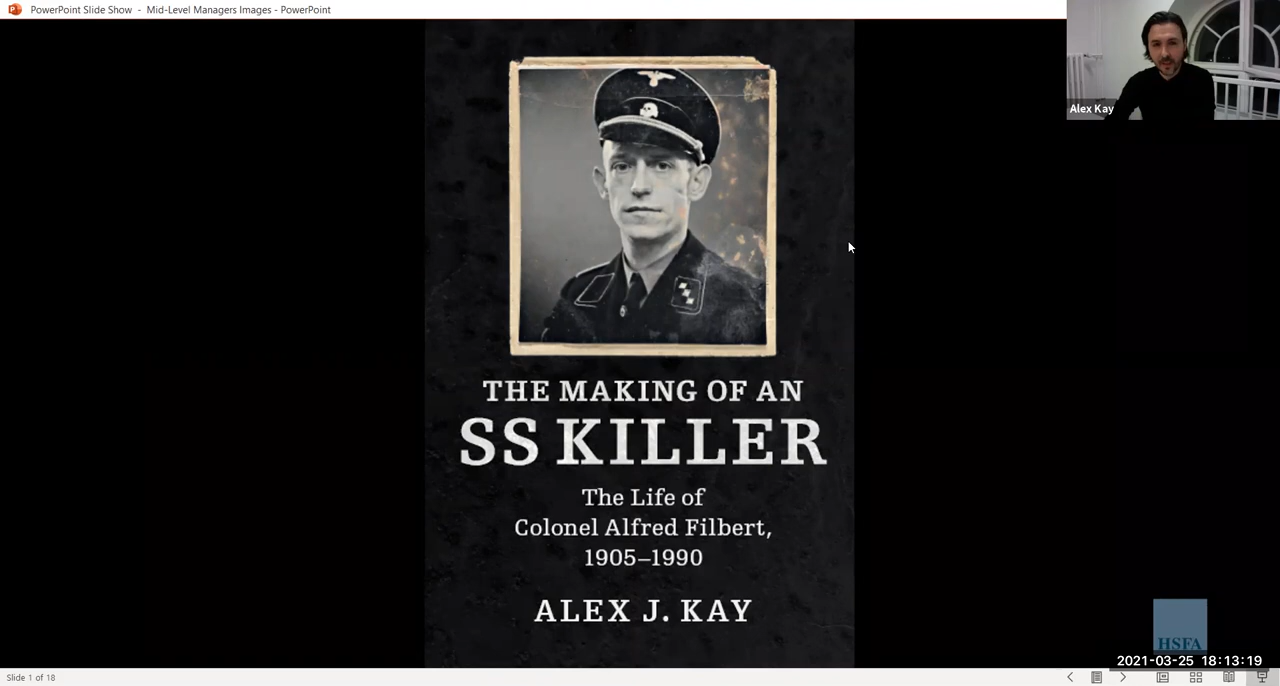 PowerPoint Slide Show - Mid-Level Managers Images - PowerPoint
Alex Kay
THE MAKING OF AN
SS KILLER
The Life of
Colonel Alfred Filbert,
1905–1990
ALEX J. KAY
HSFA
2021-03-25 18:13:19
Slide 1 of 18